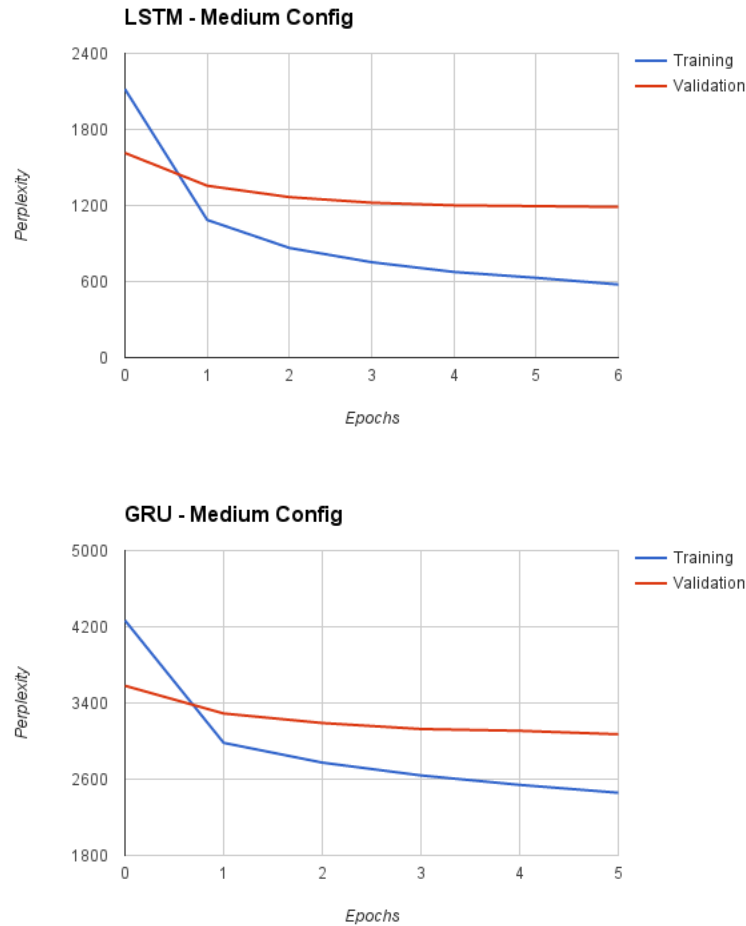 LSTM - Medium Config
2400
1800
1200
600
0
Perplexity
0 1 2 3 4 5 6
Epochs
Training
Validation
GRU - Medium Config
5000
4200
3400
2600
1800
Perplexity
0 1 2 3 4 5
Epochs
Training
Validation